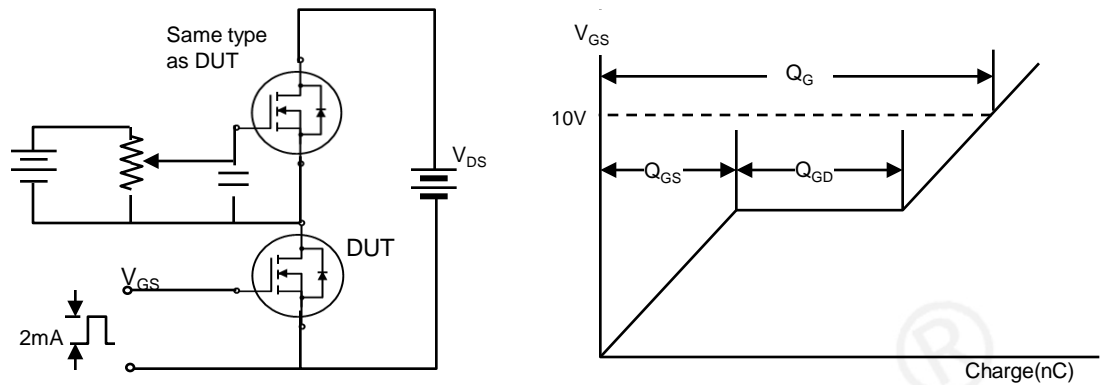 Same type
as DUT
V_DS
DUT
V_GS
2mA
V_GS
Q_G
10V
Q_GS
Q_GD
Charge(nC)
®